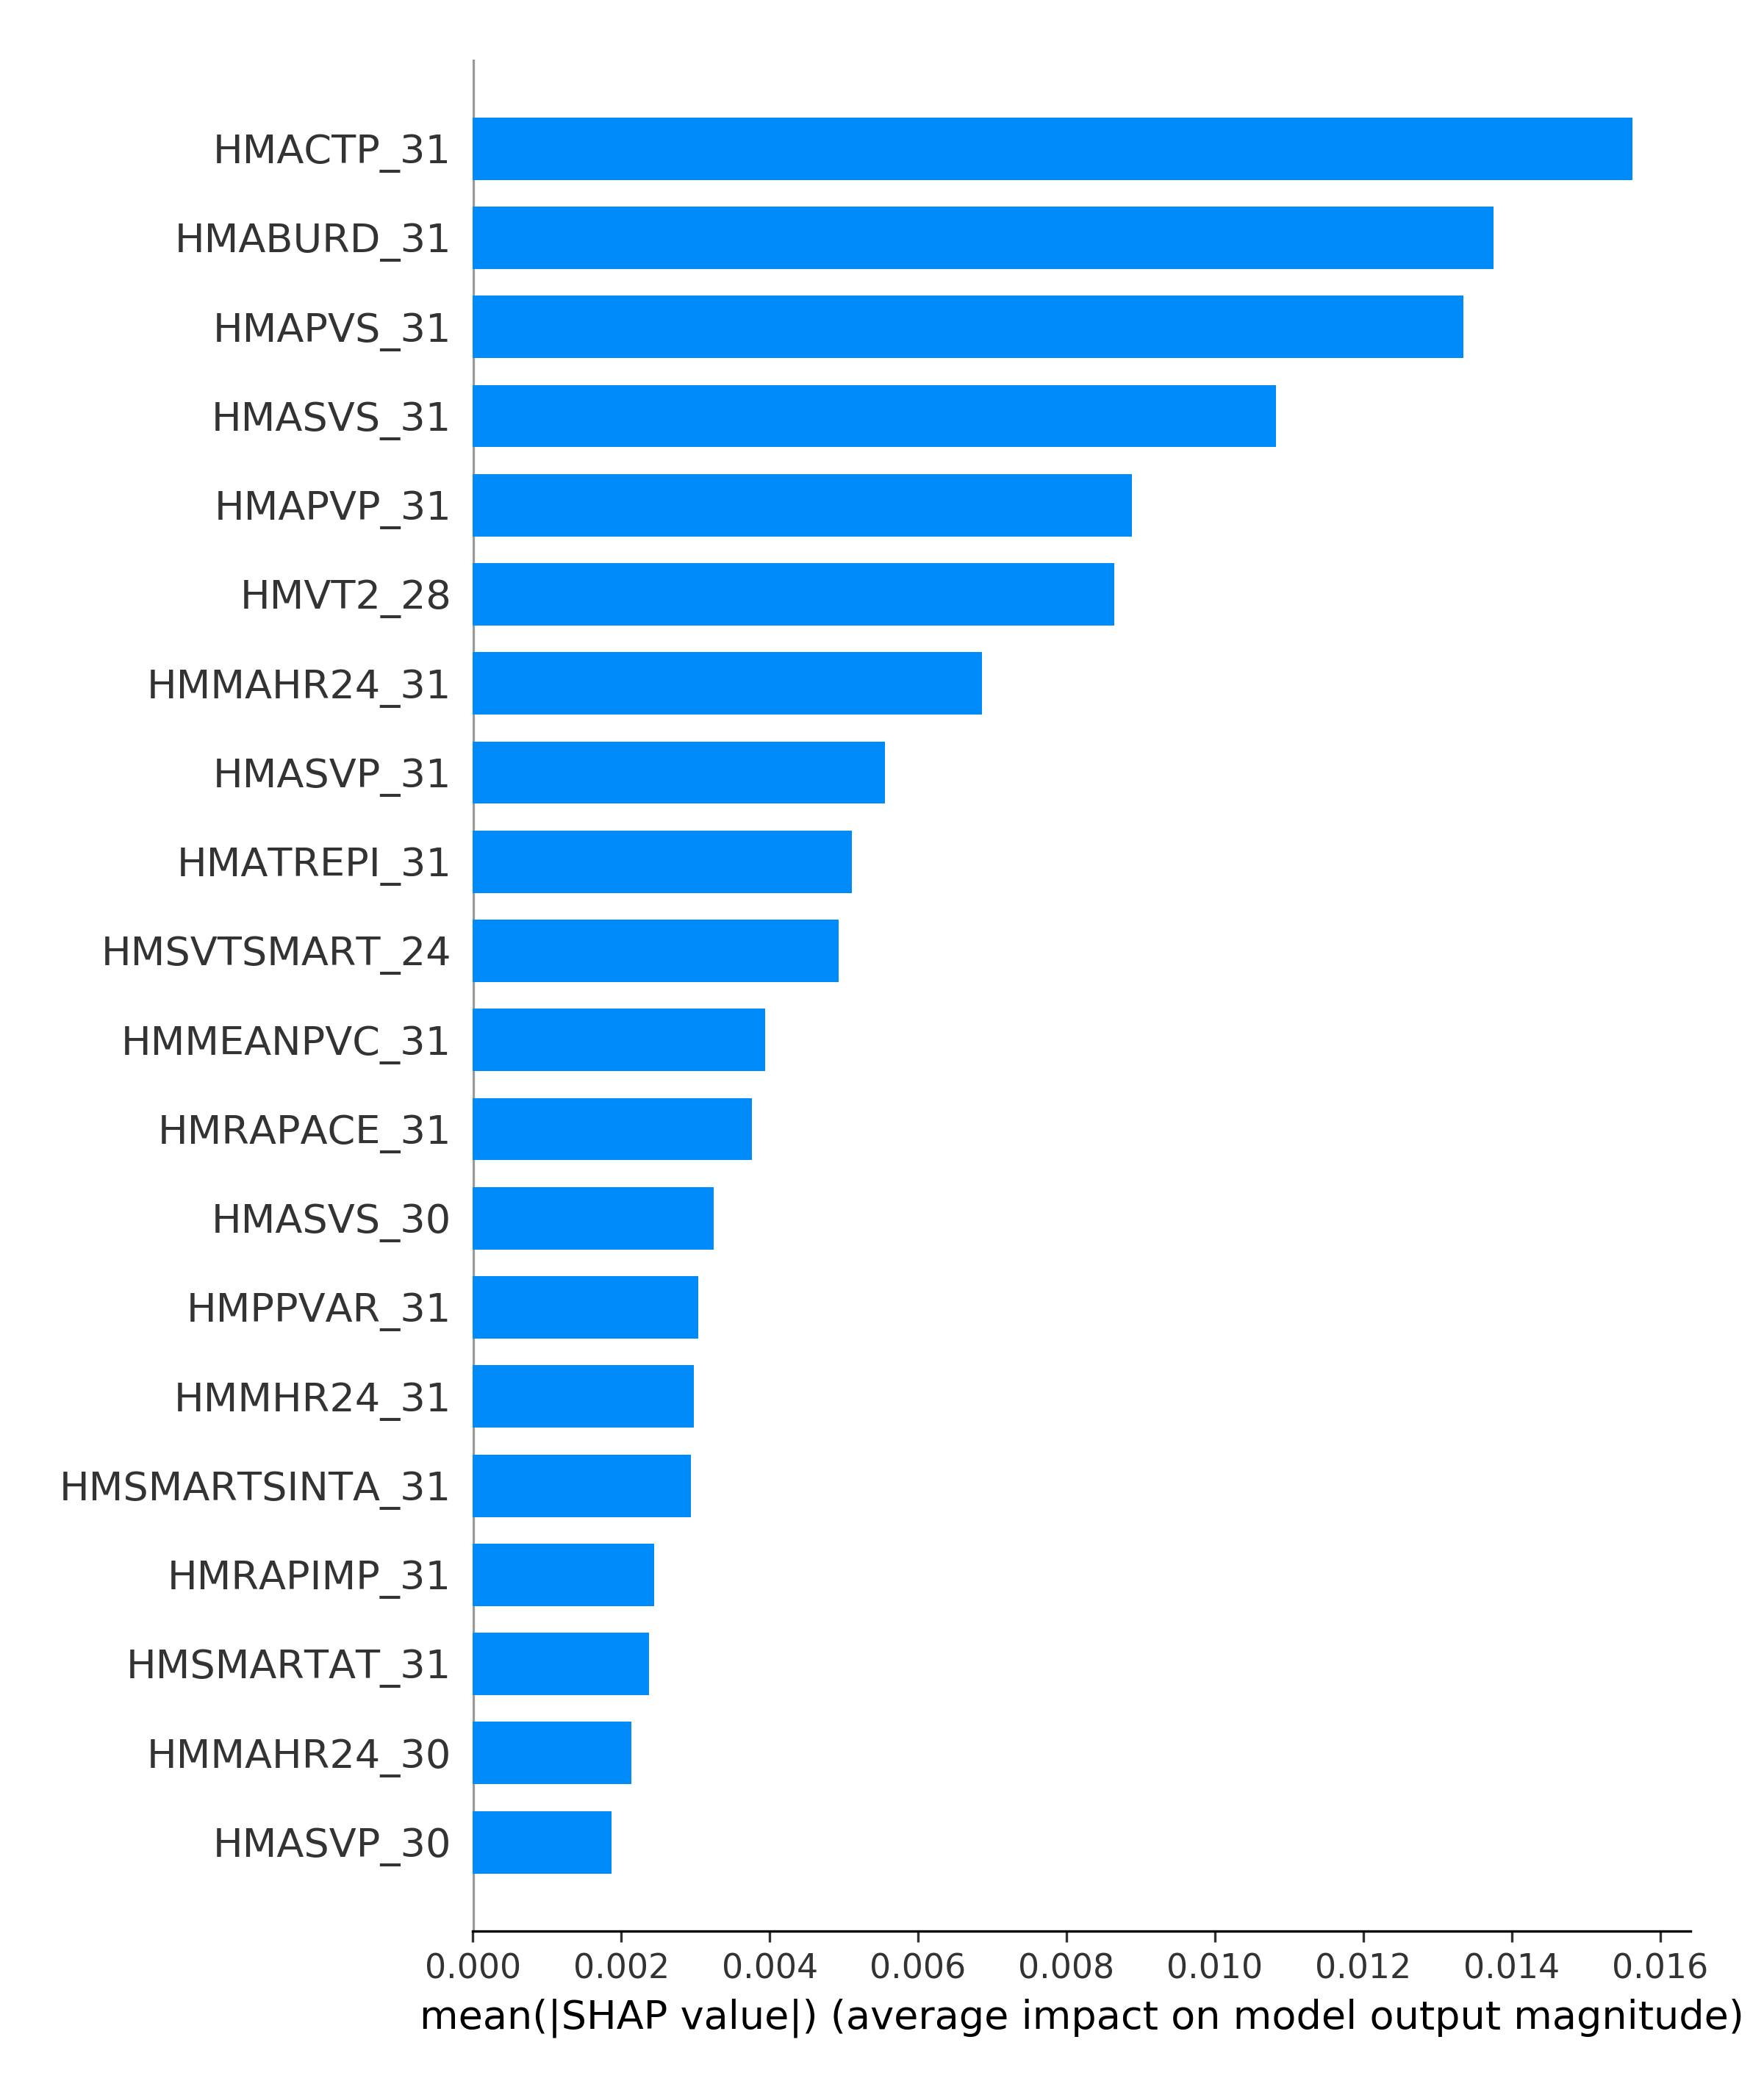 HMACTP_31
HMABURD_31
HMAPVS_31
HMASVS_31
HMAPVP_31
HMVT2_28
HMMAHR24_31
HMASVP_31
HMATREPI_31
HMSVTSMART_24
HMMEANPVC_31
HMRAPACE_31
HMASVS_30
HMPPVAR_31
HMMHR24_31
HMSMARTSINTA_31
HMRAPIMP_31
HMSMARTAT_31
HMMAHR24_30
HMASVP_30
0.000 0.002 0.004 0.006 0.008 0.010 0.012 0.014 0.016
mean(|SHAP value|) (average impact on model output magnitude)